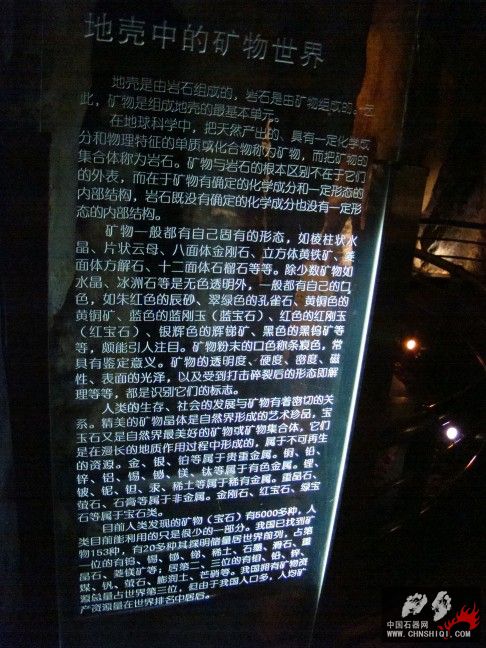 地壳中的矿物世界
地壳是由岩石组成的，岩石是由矿物组成的
此，矿物是组成地壳的最基本单元。
在地球科学中，把天然产出的、具有一定化学成
分和物理特征的单质或化合物称为矿物，而把矿物的
集合体称为岩石。矿物与岩石的根本区别不在于它们
的外表，而在于矿物有确定的化学成分和一定形态的
内部结构，岩石既没有确定的化学成分也没有一定形
态的内部结构。
矿物一般都有自己固有的形态，如棱柱状水
晶、片状云母、八面体金刚石、立方体黄铁矿、菱
面体方解石、十二面体石榴石等等。除少数矿物如
水晶、冰洲石等是无色透明外，一般都有自己的口
色，如朱红色的辰砂、翠绿色的孔雀石、黄铜色的
黄铜矿、蓝色的蓝刚玉（蓝宝石）、红色的红刚玉
（红宝石）、银辉色的辉锑矿、黑色的黑钨矿等
等，颇能引人注目。矿物粉末的口色称条痕色，常
具有鉴定意义。矿物的透明度、硬度、密度、磁
性、表面的光泽，以及受到打击碎裂后的形态即解
理等等，都是识别它们的标志。
人类的生存、社会的发展与矿物有着密切的关
系。精美的矿物晶体是自然界形成的艺术珍品，宝
玉石又是自然界最美好的矿物或矿物集合体，它们
是在漫长的地质作用过程中形成的，属于不可再生
的资源。金、银、铂等属于贵重金属。铜、铅、
锌、铝、锡、锄、镁、钛等属于有色金属。锂、
铍、铌、钽、汞、稀土等属于稀有金属。重晶石、
萤石、石膏等属于非金属。金刚石、红宝石、绿宝
石等属于宝石类。
目前人类发现的矿物（宝石）有5000多种，人
类目前能利用的只是很少的一部分。我国已找到矿
物153种，有20多种其探明储量居世界前列，占第
一位的有钨、锡、锄、锑、稀土、石墨、滑石、重
晶石、菱镁矿等，居第二、三位的有钼、铅、锌、
煤、钒、萤石、膨润土、芒硝等。我国拥有矿物资
源总量占世界第三位，但由于我国人口多，人均矿
产资源量在世界排名中居后。
中国石器网
WWW.CHNSHIQI.COM